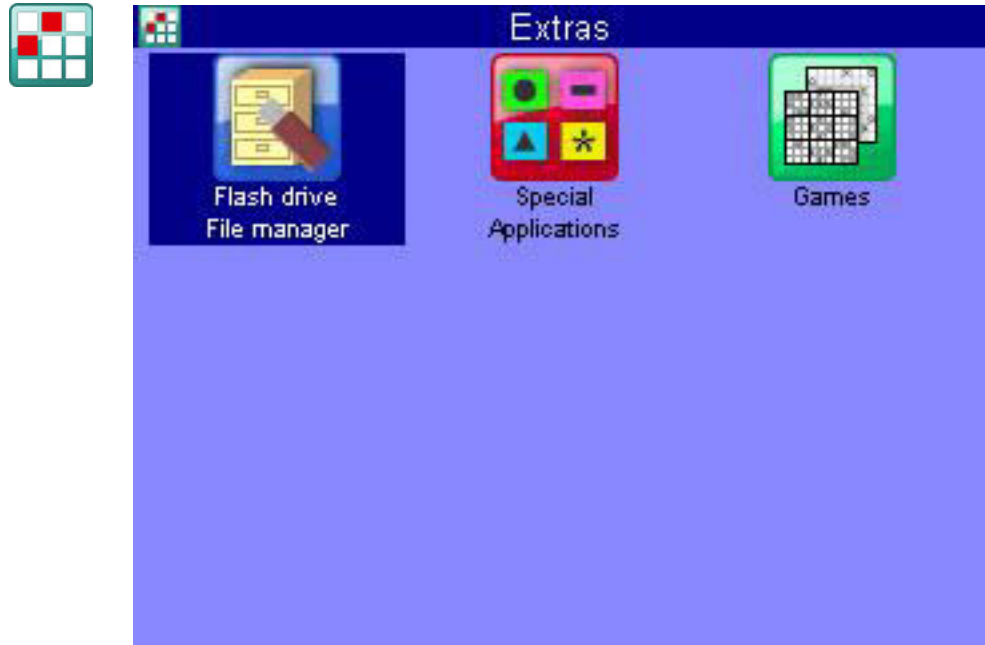 Extras
Flash drive
File manager
Special
Applications
Games